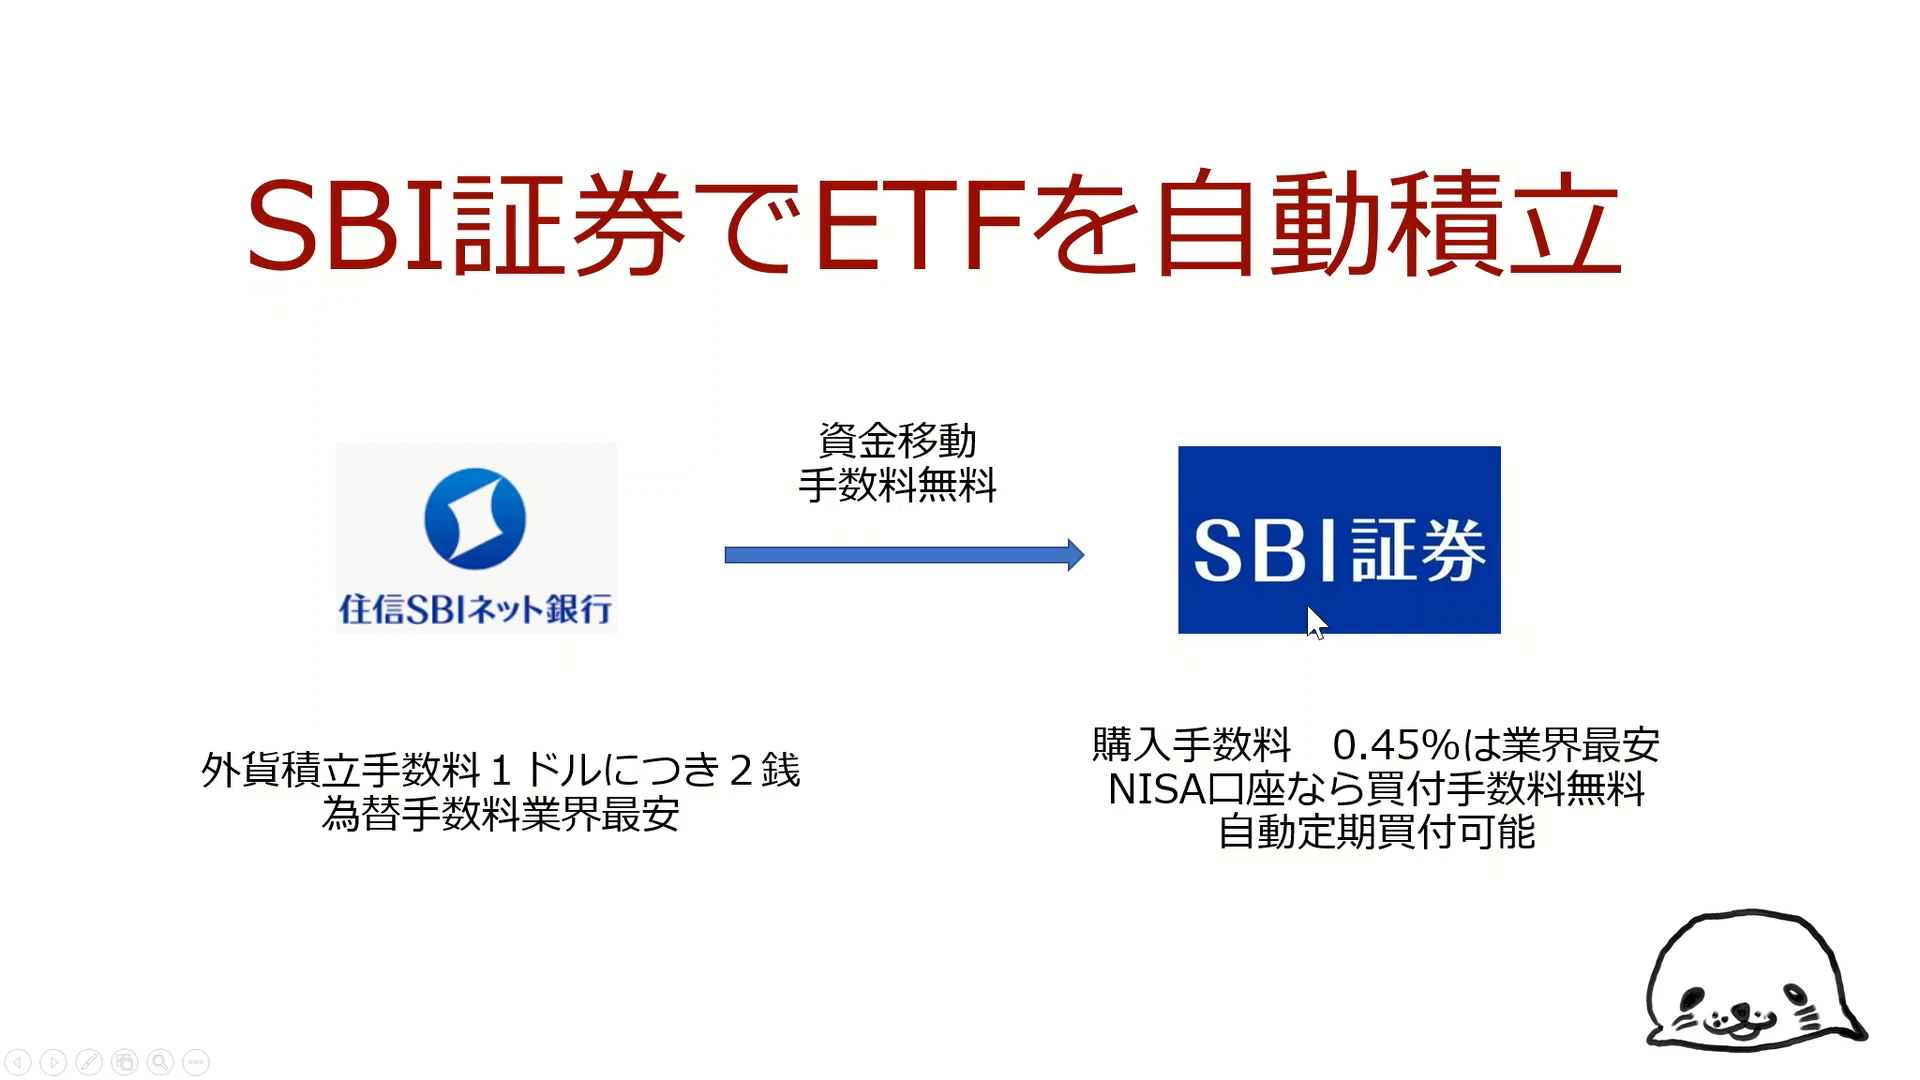 SBI証券でETFを自動積立
資金移動
手数料無料
住信SBIネット銀行
SBI証券
外貨積立手数料１ドルにつき２銭
為替手数料業界最安
購入手数料　0.45%は業界最安
NISA口座なら買付手数料無料
自動定期買付可能